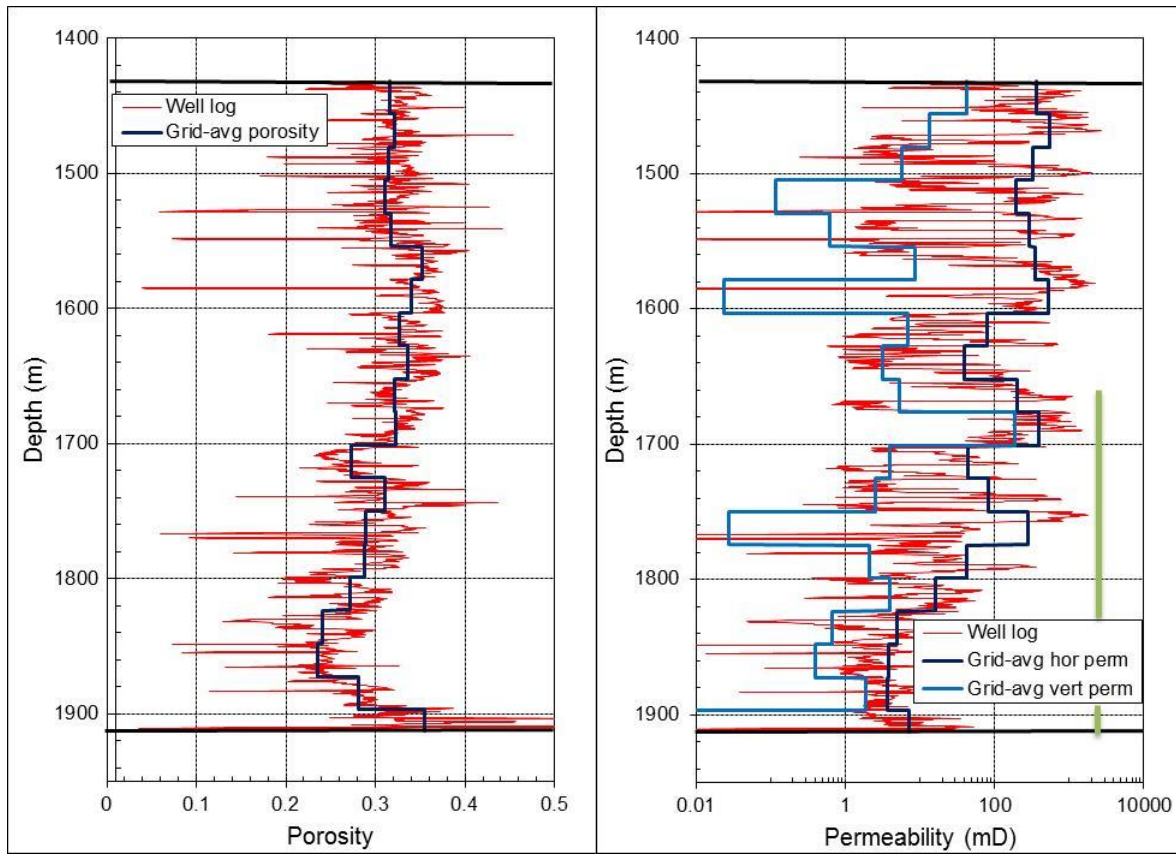 1400
1500
1600
1700
1800
1900
Depth (m)
Well log
Grid-avg porosity
0
0.1
0.2
0.3
0.4
0.5
Porosity
1400
1500
1600
1700
1800
1900
Depth (m)
Well log
Grid-avg hor perm
Grid-avg vert perm
0.01
1
100
10000
Permeability (mD)